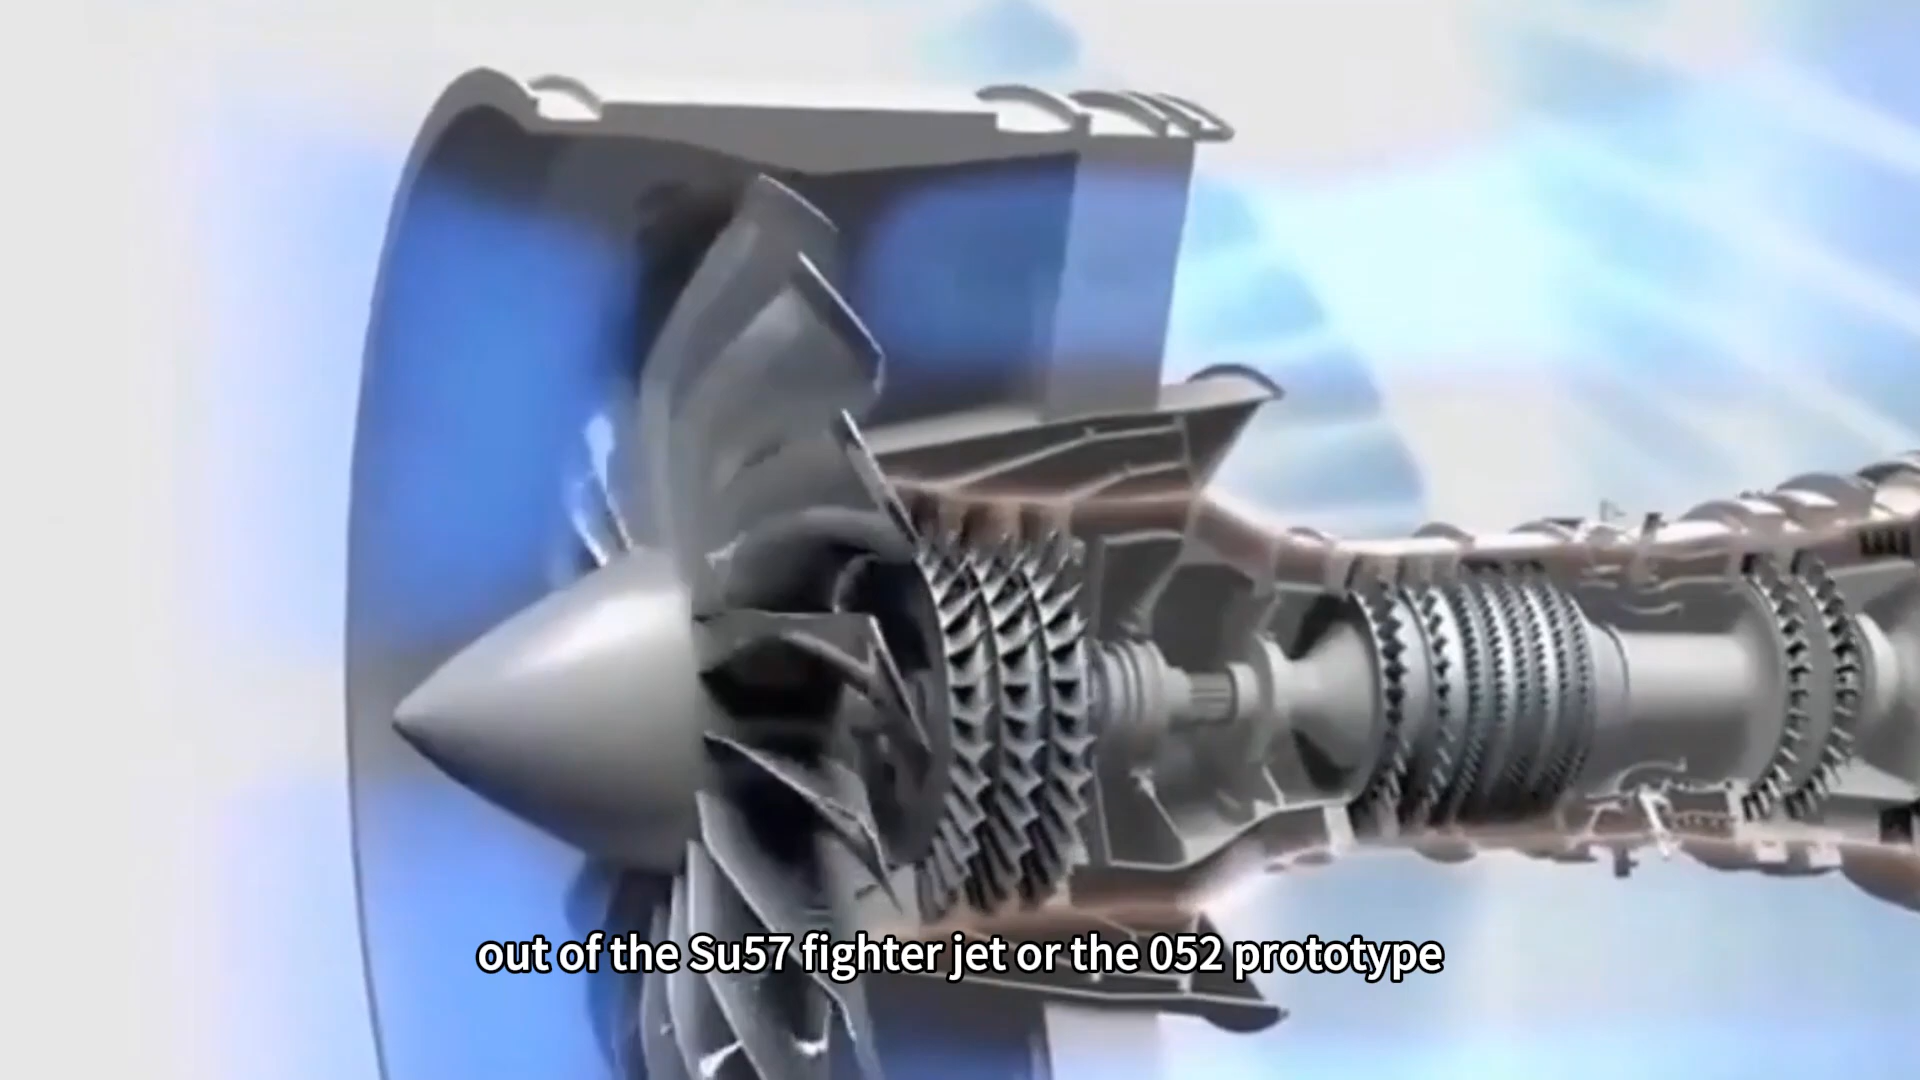 out of the Su57 fighter jet or the 052 prototype